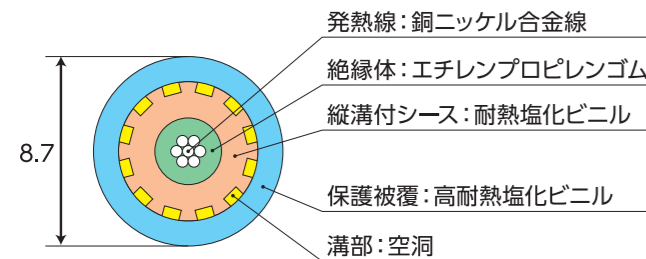 発熱線：銅ニッケル合金線
絶縁体：エチレンプロピレンゴム
縦溝付シース：耐熱塩化ビニル
8.7
保護被覆：高耐熱塩化ビニル
溝部：空洞